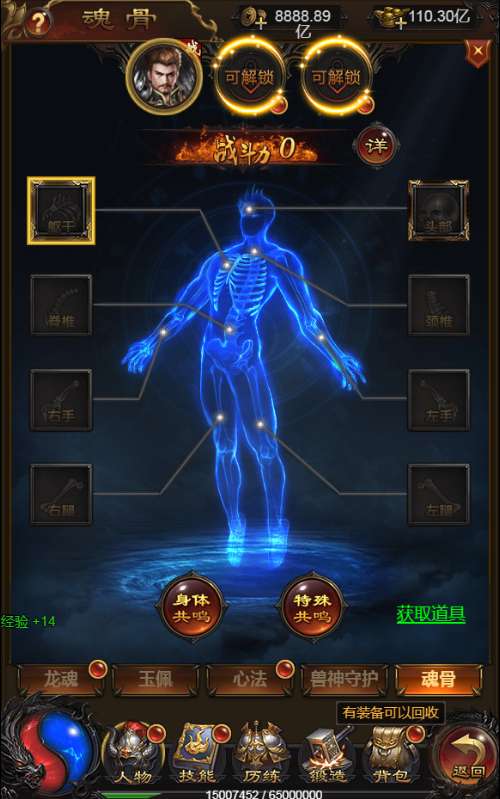 魂骨
8888.89
亿
110.30亿
战
可解锁
可解锁
战斗力 0
详
躯干
头部
脊椎
颈椎
右手
左手
右腿
左腿
身体
共鸣
特殊
共鸣
获取道具
经验 +14
龙魂
玉佩
心法
兽神守护
魂骨
有装备可以回收
人物
技能
历练
锻造
背包
返回
15007452 / 65000000